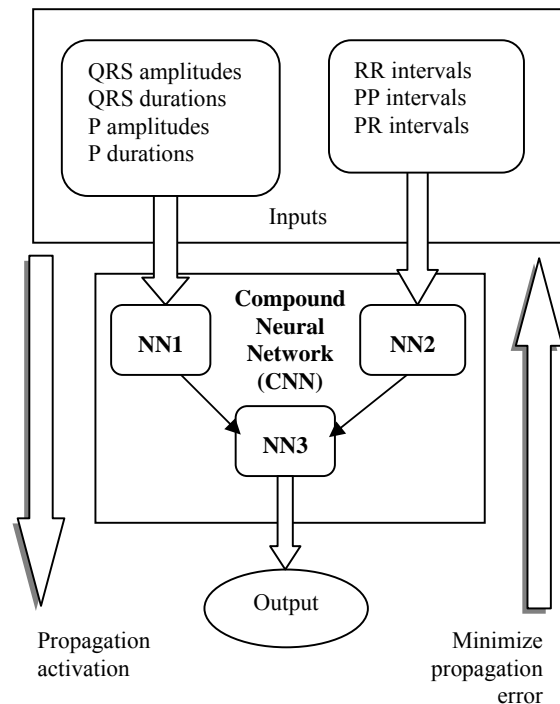 QRS amplitudes
QRS durations
P amplitudes
P durations
RR intervals
PP intervals
PR intervals
Inputs
Compound
Neural
Network
(CNN)
NN1
NN2
NN3
Output
Propagation
activation
Minimize
propagation
error